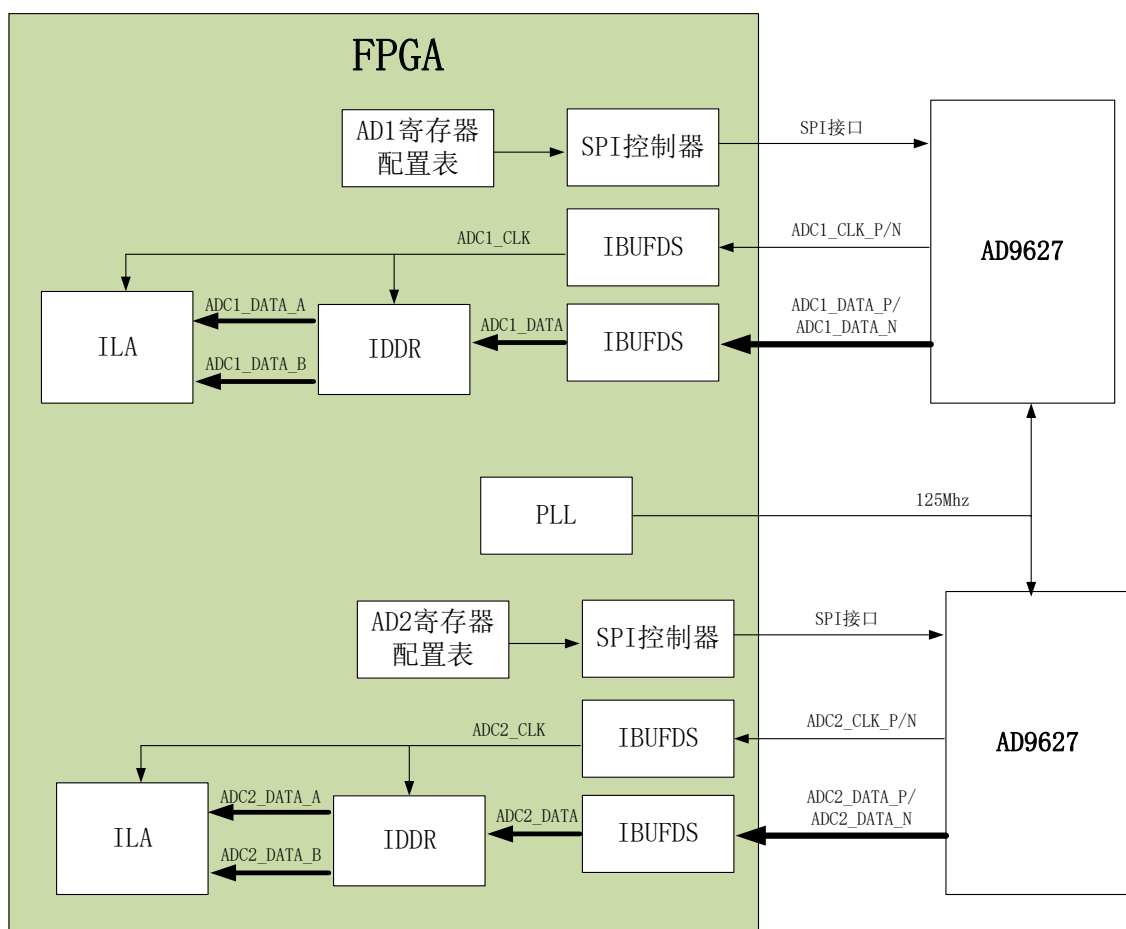 FPGA
AD1寄存器
配置表
SPI控制器
SPI接口
AD9627
ADC1_CLK
IBUFDS
ADC1_CLK_P/N
ILA
ADC1_DATA_A
ADC1_DATA_B
IDDR
ADC1_DATA
IBUFDS
ADC1_DATA_P/
ADC1_DATA_N
PLL
125Mhz
AD2寄存器
配置表
SPI控制器
SPI接口
AD9627
ADC2_CLK
IBUFDS
ADC2_CLK_P/N
ILA
ADC2_DATA_A
ADC2_DATA_B
IDDR
ADC2_DATA
IBUFDS
ADC2_DATA_P/
ADC2_DATA_N